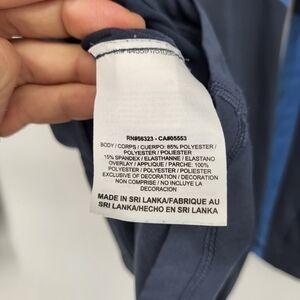 RN#56323 - CA#05553
BODY / CORPS / CUERPO: 85% POLYESTER
/ POLYESTER / POLIESTER
15% SPANDEX / ELASTHANNE / ELASTANO
OVERLAY / APPLIQUE / PARCHE: 100%
POLYESTER / POLYESTER / POLIESTER
EXCLUSIVE OF DECORATION / DECORATION
NON COMPRISE / NO INCLUYE LA
DECORACION
MADE IN SRI LANKA/FABRIQUE AU
SRI LANKA/HECHO EN SRI LANKA